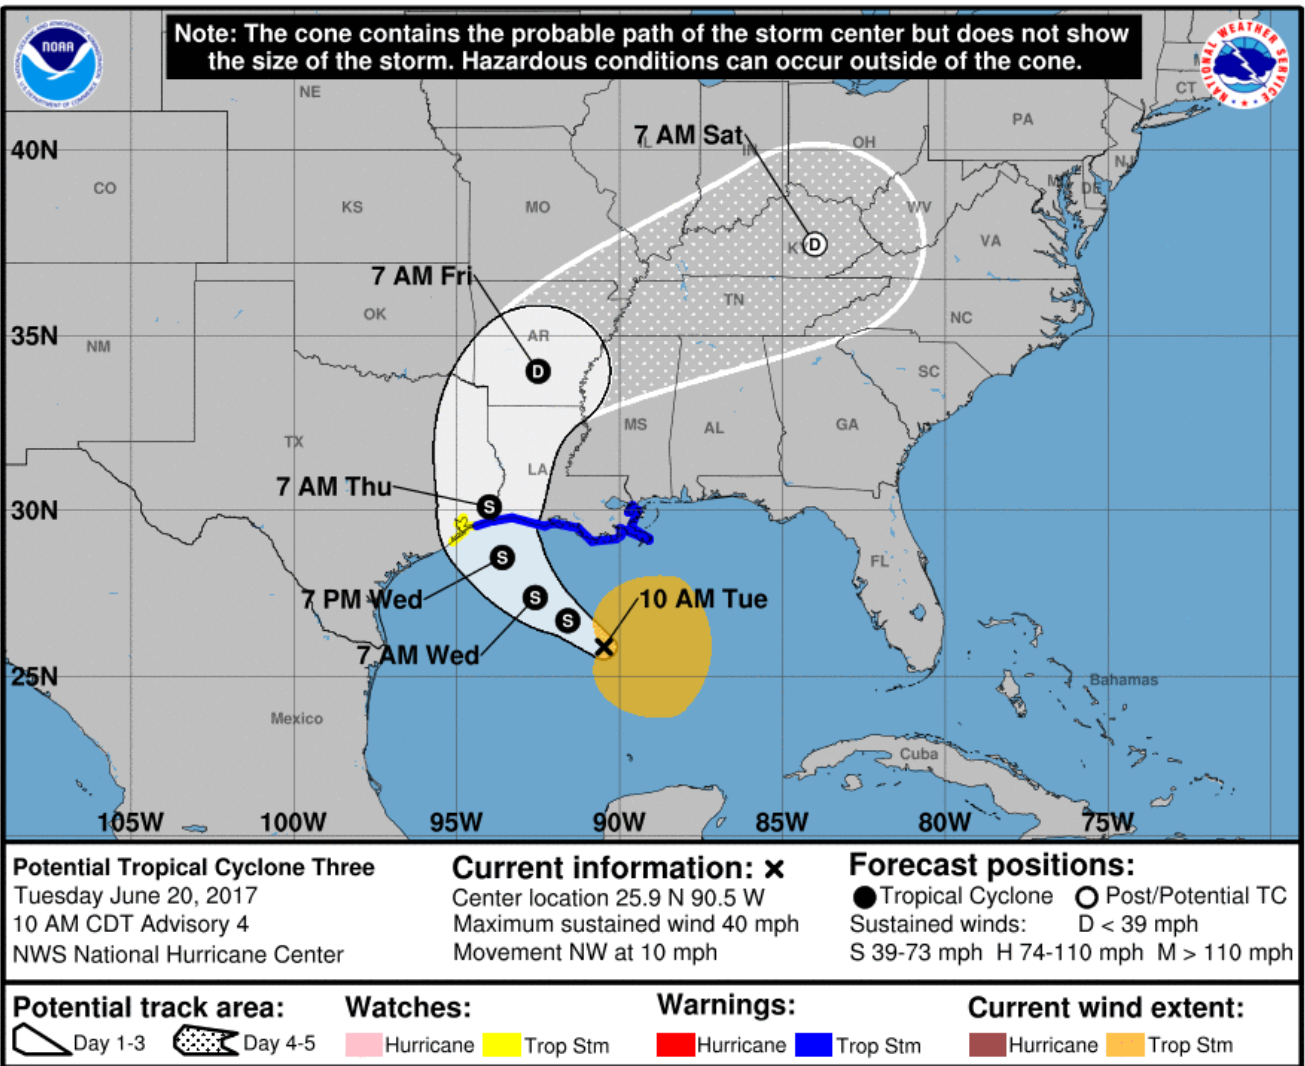 Note: The cone contains the probable path of the storm center but does not show
the size of the storm. Hazardous conditions can occur outside of the cone.
NOAA
NATIONAL WEATHER SERVICE
NE
CT
PA
7 AM Sat
IL
IN
OH
40N
NJ
CO
DE
KS
MO
WV
VA
KY
D
7 AM Fri
TN
OK
NC
35N
AR
NM
D
SC
MS
AL
GA
TX
LA
7 AM Thu
S
30N
S
FL
7 PM Wed
S
10 AM Tue
S
7 AM Wed
25N
Bahamas
Mexico
Cuba
105W 100W 95W 90W 85W 80W 75W
Potential Tropical Cyclone Three
Tuesday June 20, 2017
10 AM CDT Advisory 4
NWS National Hurricane Center
Current information: ✕
Center location 25.9 N 90.5 W
Maximum sustained wind 40 mph
Movement NW at 10 mph
Forecast positions:
Tropical Cyclone Post/Potential TC
Sustained winds: D < 39 mph
S 39-73 mph H 74-110 mph M > 110 mph
Potential track area:
Day 1-3 Day 4-5
Watches:
Hurricane Trop Stm
Warnings:
Hurricane Trop Stm
Current wind extent:
Hurricane Trop Stm